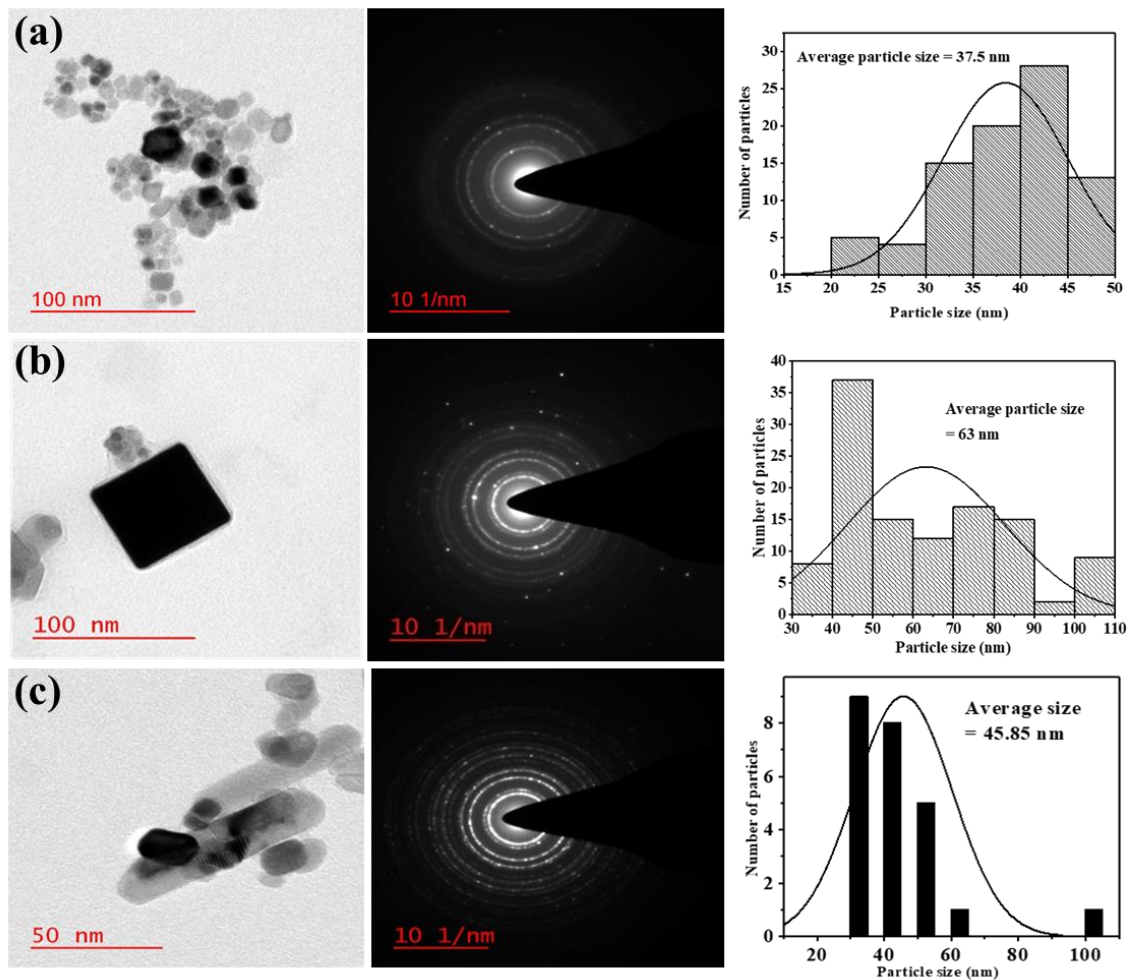 (a)
100 nm
10 1/nm
Average particle size = 37.5 nm
Number of particles
30
25
20
15
10
5
0
15 20 25 30 35 40 45 50
Particle size (nm)
(b)
100 nm
10 1/nm
Average particle size
= 63 nm
Number of particles
40
35
30
25
20
15
10
5
0
30 40 50 60 70 80 90 100 110
Particle size (nm)
(c)
50 nm
10 1/nm
Average size
= 45.85 nm
Number of particles
8
6
4
2
0
20 40 60 80 100
Particle size (nm)